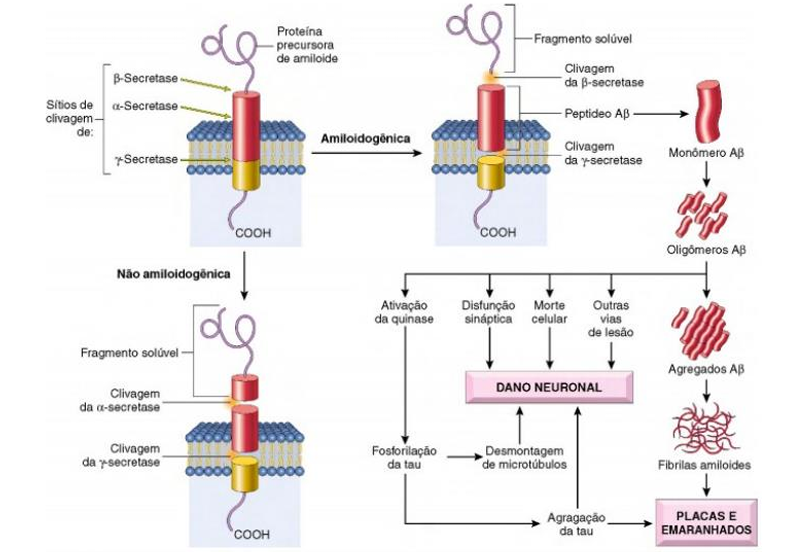 Proteína
precursora
de amiloide
β-Secretase
Sítios de
clivagem
de:
α-Secretase
γ-Secretase
COOH
Amiloidogênica
Fragmento solúvel
Clivagem
da β-secretase
Peptideo Aβ
Clivagem
da γ-secretase
COOH
Monômero Aβ
Oligômeros Aβ
Não amiloidogênica
Fragmento solúvel
Clivagem
da α-secretase
Clivagem
da γ-secretase
COOH
Ativação
da quinase
Disfunção
sináptica
Morte
celular
Outras
vias
de lesão
Agregados Aβ
DANO NEURONAL
Fosforilação
da tau
Desmontagem
de microtúbulos
Fibrilas amiloides
Agragação
da tau
PLACAS E
EMARANHADOS